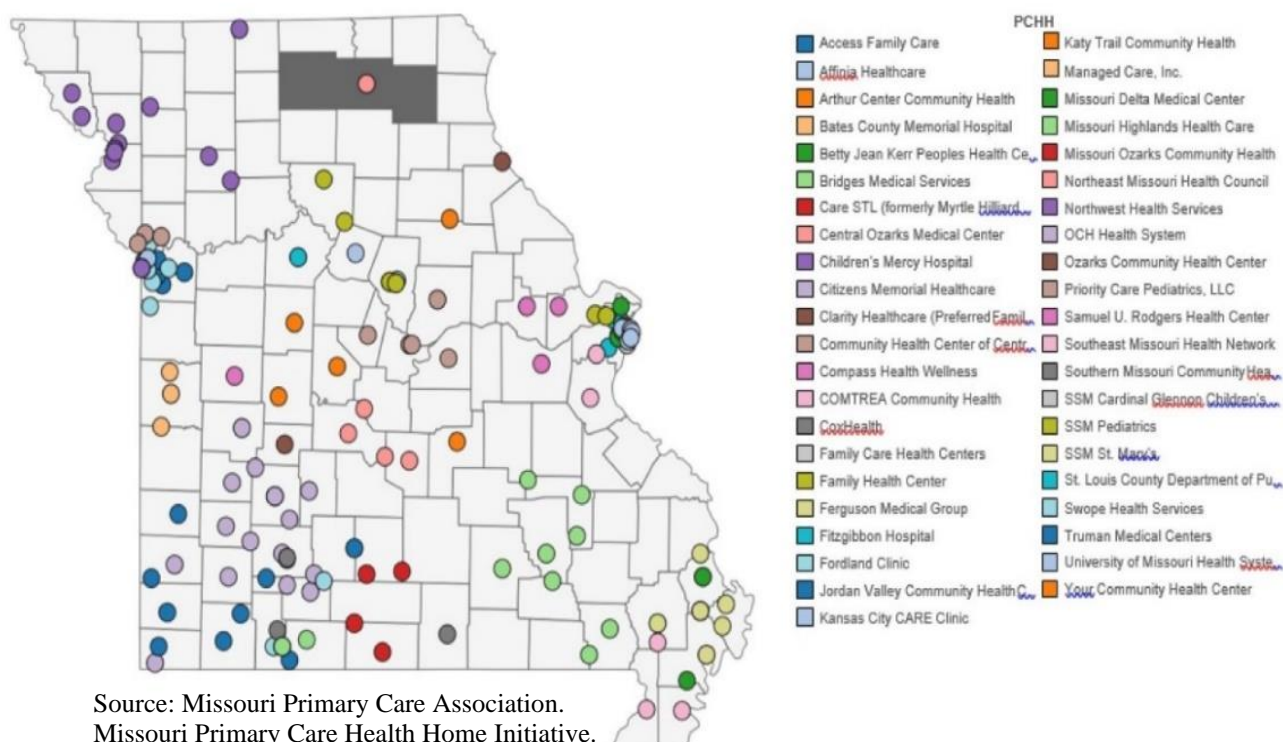 PCHH
Access Family Care
Affinia Healthcare
Arthur Center Community Health
Bates County Memorial Hospital
Betty Jean Kerr Peoples Health Ce...
Bridges Medical Services
Care STL (formerly Myrtle Hilliard...
Central Ozarks Medical Center
Children's Mercy Hospital
Citizens Memorial Healthcare
Clarity Healthcare (Preferred Famil...
Community Health Center of Centr...
Compass Health Wellness
COMTREA Community Health
CoxHealth
Family Care Health Centers
Family Health Center
Ferguson Medical Group
Fitzgibbon Hospital
Fordland Clinic
Jordan Valley Community Health C...
Kansas City CARE Clinic
Katy Trail Community Health
Managed Care, Inc.
Missouri Delta Medical Center
Missouri Highlands Health Care
Missouri Ozarks Community Health
Northeast Missouri Health Council
Northwest Health Services
OCH Health System
Ozarks Community Health Center
Priority Care Pediatrics, LLC
Samuel U. Rodgers Health Center
Southeast Missouri Health Network
Southern Missouri Community Hea...
SSM Cardinal Glennon Children's...
SSM Pediatrics
SSM St. Mary's
St. Louis County Department of Pu...
Swope Health Services
Truman Medical Centers
University of Missouri Health Syste...
Your Community Health Center
Source: Missouri Primary Care Association.
Missouri Primary Care Health Home Initiative.